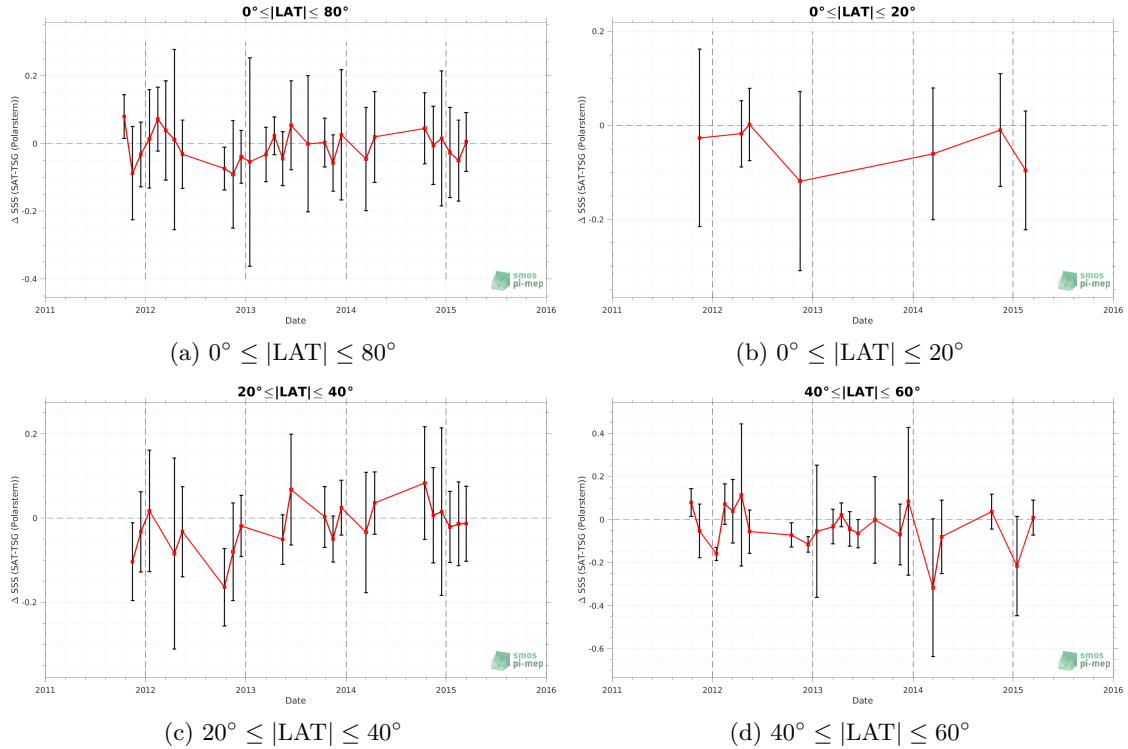 0°≤|LAT|≤ 80°
Δ SSS (SAT-TSG (Polarstern))
0.2
0
-0.2
-0.4
2011 2012 2013 2014 2015 2016
Date
smos
pi-mep
(a) 0° ≤ |LAT| ≤ 80°
0°≤|LAT|≤ 20°
Δ SSS (SAT-TSG (Polarstern))
0.2
0
-0.2
2011 2012 2013 2014 2015 2016
Date
smos
pi-mep
(b) 0° ≤ |LAT| ≤ 20°
20°≤|LAT|≤ 40°
Δ SSS (SAT-TSG (Polarstern))
0.2
0
-0.2
2011 2012 2013 2014 2015 2016
Date
smos
pi-mep
(c) 20° ≤ |LAT| ≤ 40°
40°≤|LAT|≤ 60°
Δ SSS (SAT-TSG (Polarstern))
0.4
0.2
0
-0.2
-0.4
-0.6
2011 2012 2013 2014 2015 2016
Date
smos
pi-mep
(d) 40° ≤ |LAT| ≤ 60°